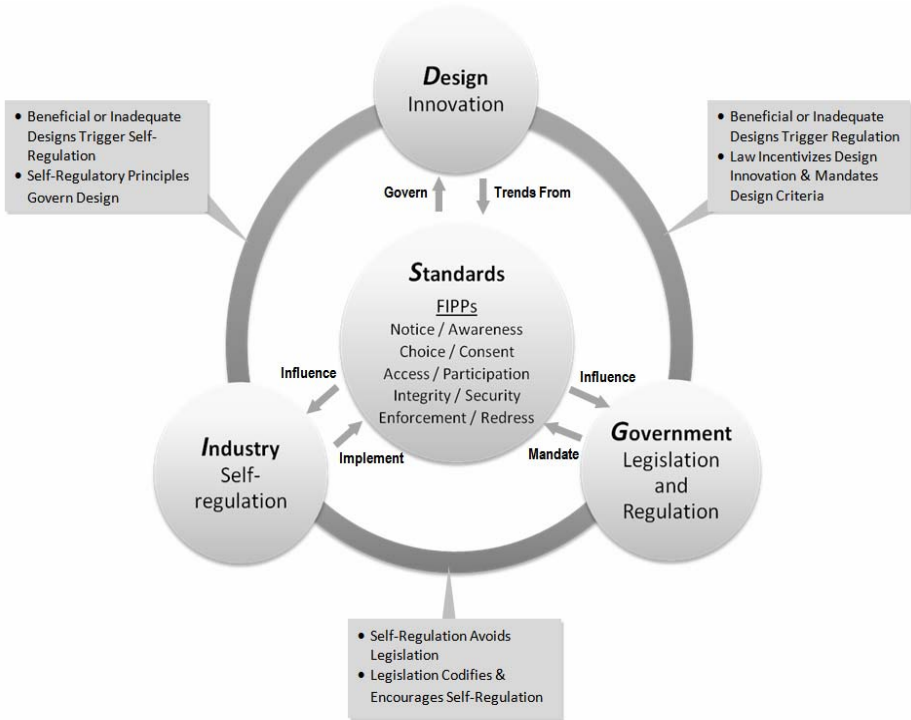 Design
Innovation
• Beneficial or Inadequate
Designs Trigger Self-
Regulation
• Self-Regulatory Principles
Govern Design
• Beneficial or Inadequate
Designs Trigger Regulation
• Law Incentivizes Design
Innovation & Mandates
Design Criteria
Govern
Trends From
Standards
FIPPs
Notice / Awareness
Choice / Consent
Access / Participation
Integrity / Security
Enforcement / Redress
Influence
Implement
Influence
Mandate
Industry
Self-
regulation
Government
Legislation
and
Regulation
• Self-Regulation Avoids
Legislation
• Legislation Codifies &
Encourages Self-Regulation